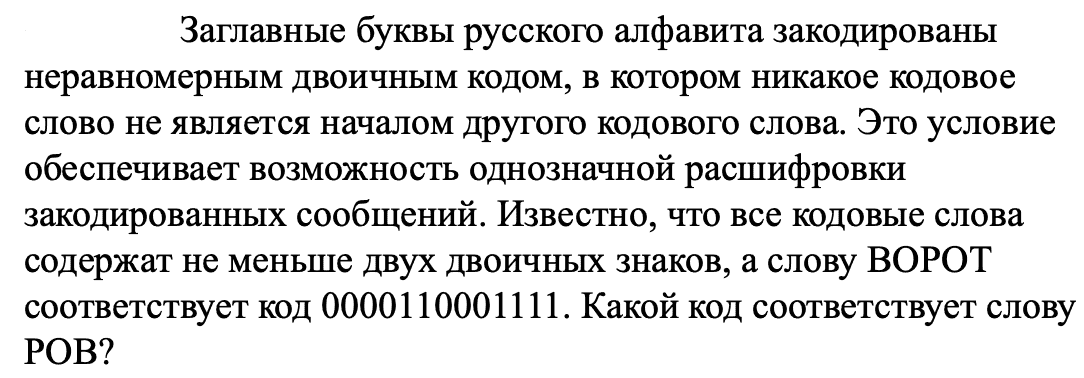 Заглавные буквы русского алфавита закодированы
неравномерным двоичным кодом, в котором никакое кодовое
слово не является началом другого кодового слова. Это условие
обеспечивает возможность однозначной расшифровки
закодированных сообщений. Известно, что все кодовые слова
содержат не меньше двух двоичных знаков, а слову ВОРОТ
соответствует код 0000110001111. Какой код соответствует слову
РОВ?